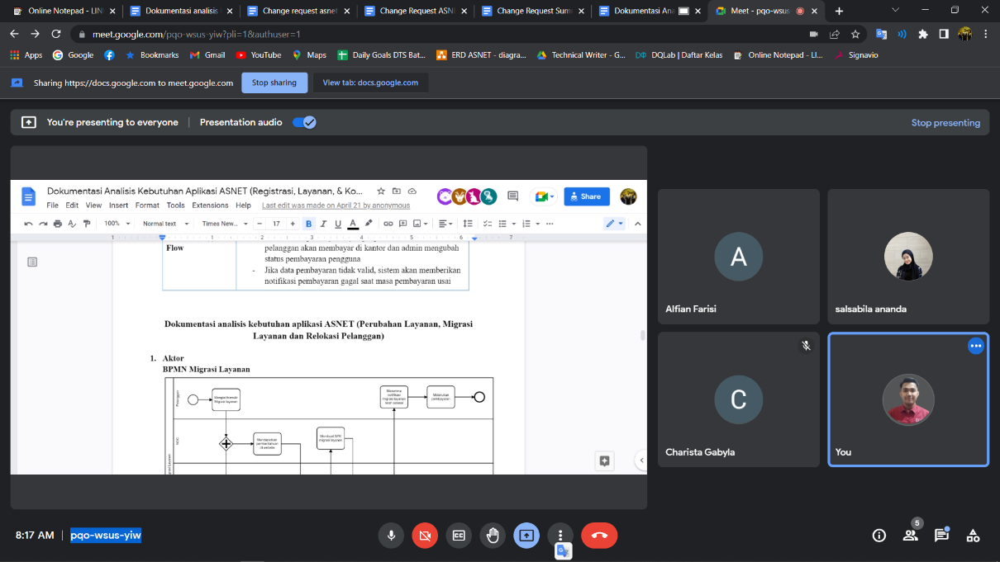 Online Notepad - LIN
Dokumentasi analisis
Change request asnet
Change Request ASN
Change Request Sum
Dokumentasi Ana
Meet - pqo-wsus
meet.google.com/pqo-wsus-yiw?pli=1&authuser=1
Apps
Google
Bookmarks
Gmail
YouTube
Maps
Daily Goals DTS Bat...
ERD ASNET - diagra...
Technical Writer - G...
DQLab | Daftar Kelas
Online Notepad - LI...
Signavio
Sharing https://docs.google.com to meet.google.com
Stop sharing
View tab: docs.google.com
You're presenting to everyone
Presentation audio
Stop presenting
Dokumentasi Analisis Kebutuhan Aplikasi ASNET (Registrasi, Layanan, & Ko...
Share
File Edit View Insert Format Tools Extensions Help Last edit was made on April 21 by anonymous
100% Normal text Times New... – 17 + B I U A
1 1 2 3 4 5 6 7
Flow
pelanggan akan membayar di kantor dan admin mengubah
status pembayaran pengguna
- Jika data pembayaran tidak valid, sistem akan memberikan
notifikasi pembayaran gagal saat masa pembayaran usai
Dokumentasi analisis kebutuhan aplikasi ASNET (Perubahan Layanan, Migrasi
Layanan dan Relokasi Pelanggan)
1. Aktor
BPMN Migrasi Layanan
Pelanggan
Mengisi formulir
Migrasi layanan
Menerima
notifikasi
migrasi layanan
telah selesai
Melakukan
pembayaran
NOC
Mendapatkan
pemberitahuan
di website
Membuat SPK
migrasi layanan
A
Alfian Farisi
salsabila ananda
C
Charista Gabyla
You
8:17 AM | pqo-wsus-yiw
5